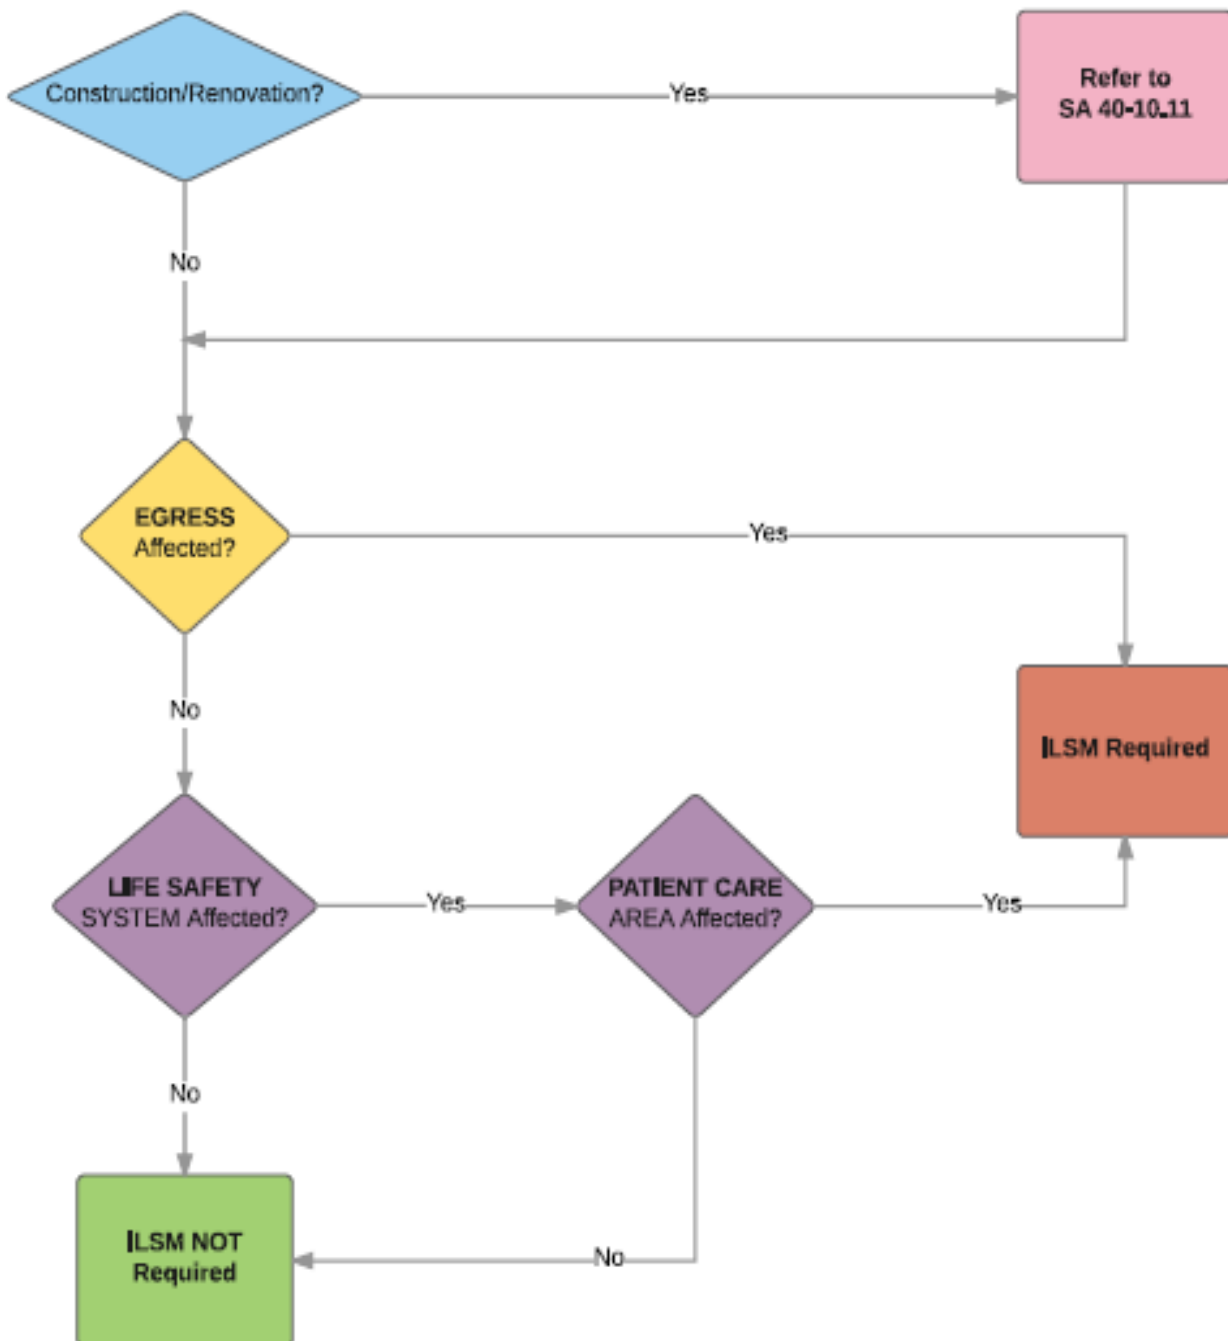 Construction/Renovation?
Yes
Refer to
SA 40-10.11
No
EGRESS
Affected?
Yes
No
ILSM Required
LIFE SAFETY
SYSTEM Affected?
Yes
PATIENT CARE
AREA Affected?
Yes
No
ILSM NOT
Required
No